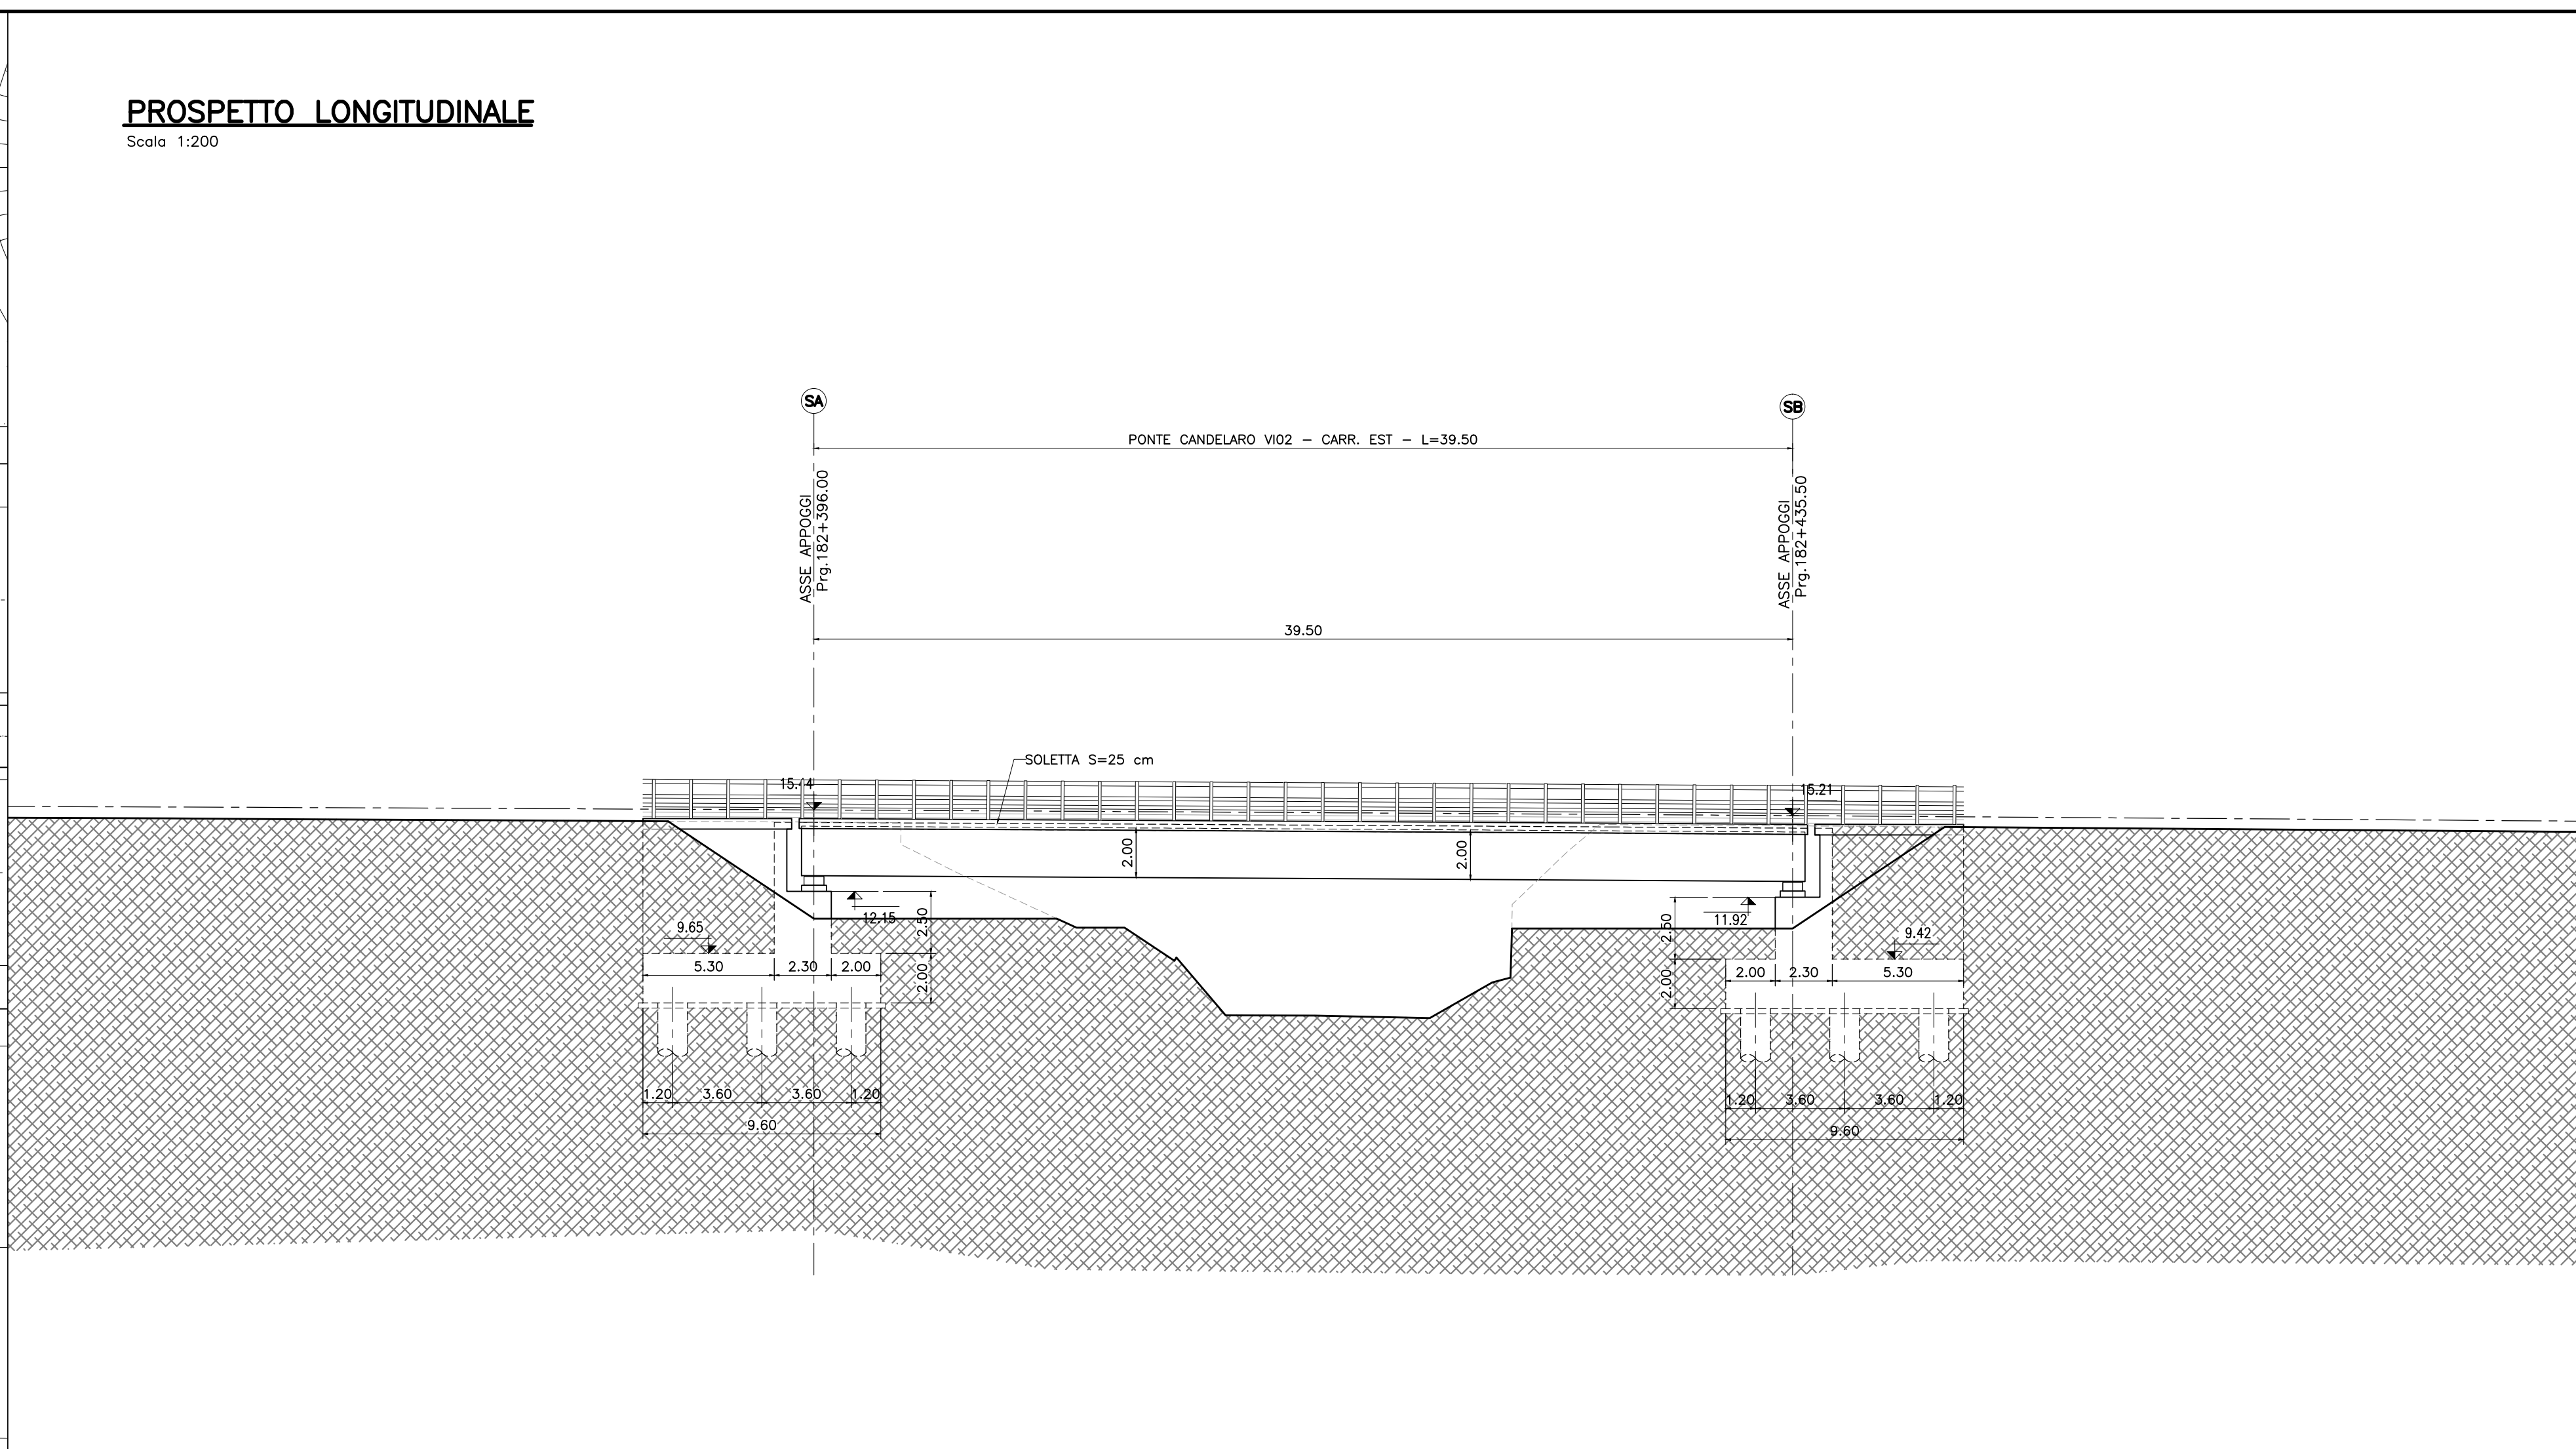 PROSPETTO LONGITUDINALE
Scala 1:200
SA
SB
PONTE CANDELARO VI02 – CARR. EST – L=39.50
ASSE APPOGGI
Prg.182+396.00
ASSE APPOGGI
Prg.182+435.50
39.50
SOLETTA S=25 cm
15.44
15.21
2.00
2.00
12.15
2.50
11.92
2.50
9.65
9.42
5.30
2.30
2.00
2.00
2.00
2.00
2.30
5.30
1.20
3.60
3.60
1.20
9.60
1.20
3.60
3.60
1.20
9.60